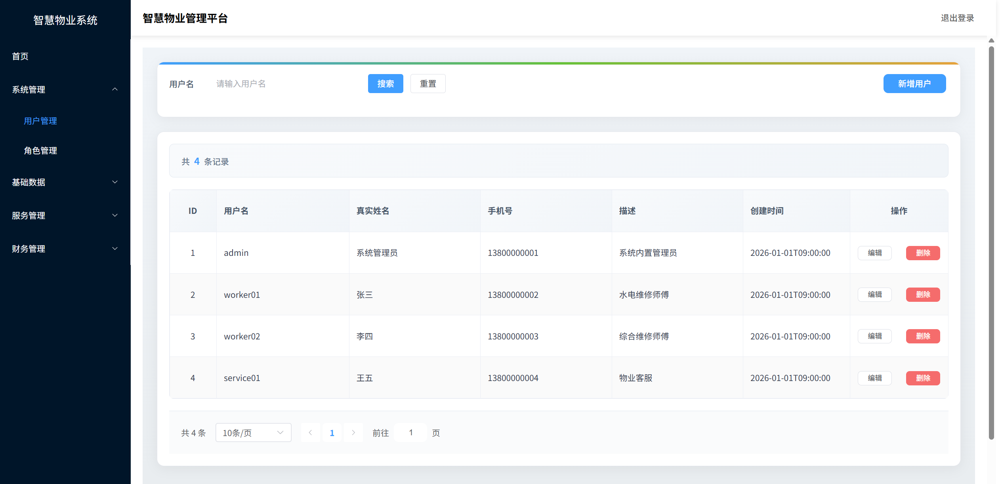 智慧物业系统
首页
系统管理
用户管理
角色管理
基础数据
服务管理
财务管理
智慧物业管理平台
退出登录
用户名 请输入用户名 搜索 重置 新增用户
共 4 条记录
ID 用户名 真实姓名 手机号 描述 创建时间 操作
1 admin 系统管理员 13800000001 系统内置管理员 2026-01-01T09:00:00 编辑 删除
2 worker01 张三 13800000002 水电维修师傅 2026-01-01T09:00:00 编辑 删除
3 worker02 李四 13800000003 综合维修师傅 2026-01-01T09:00:00 编辑 删除
4 service01 王五 13800000004 物业客服 2026-01-01T09:00:00 编辑 删除
共 4 条 10条/页 1 前往 1 页